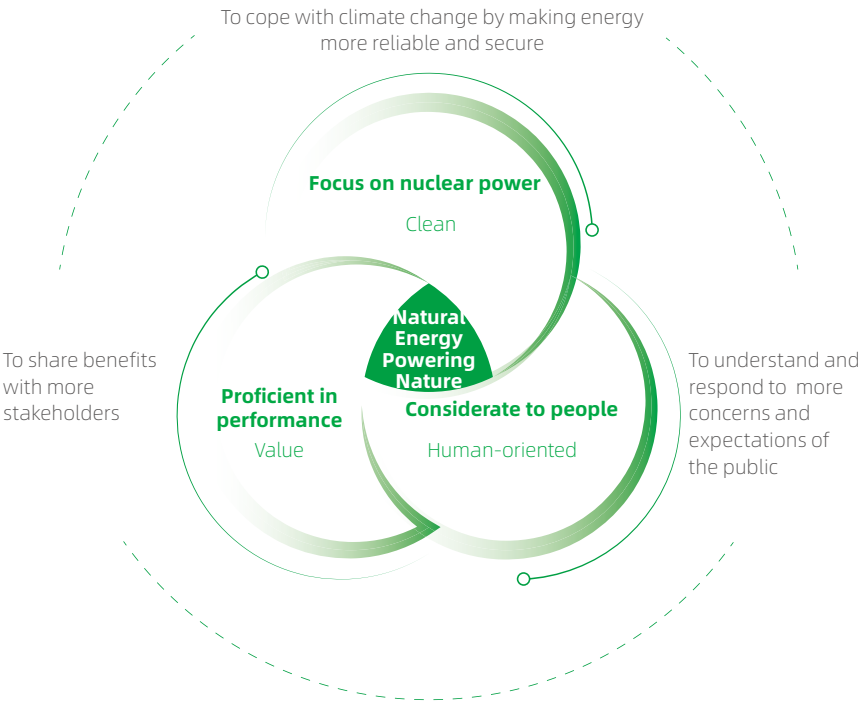 To cope with climate change by making energy
more reliable and secure
Focus on nuclear power
Clean
Natural
Energy
Powering
Nature
To share benefits
with more
stakeholders
Proficient in
performance
Value
Considerate to people
Human-oriented
To understand and
respond to more
concerns and
expectations of
the public